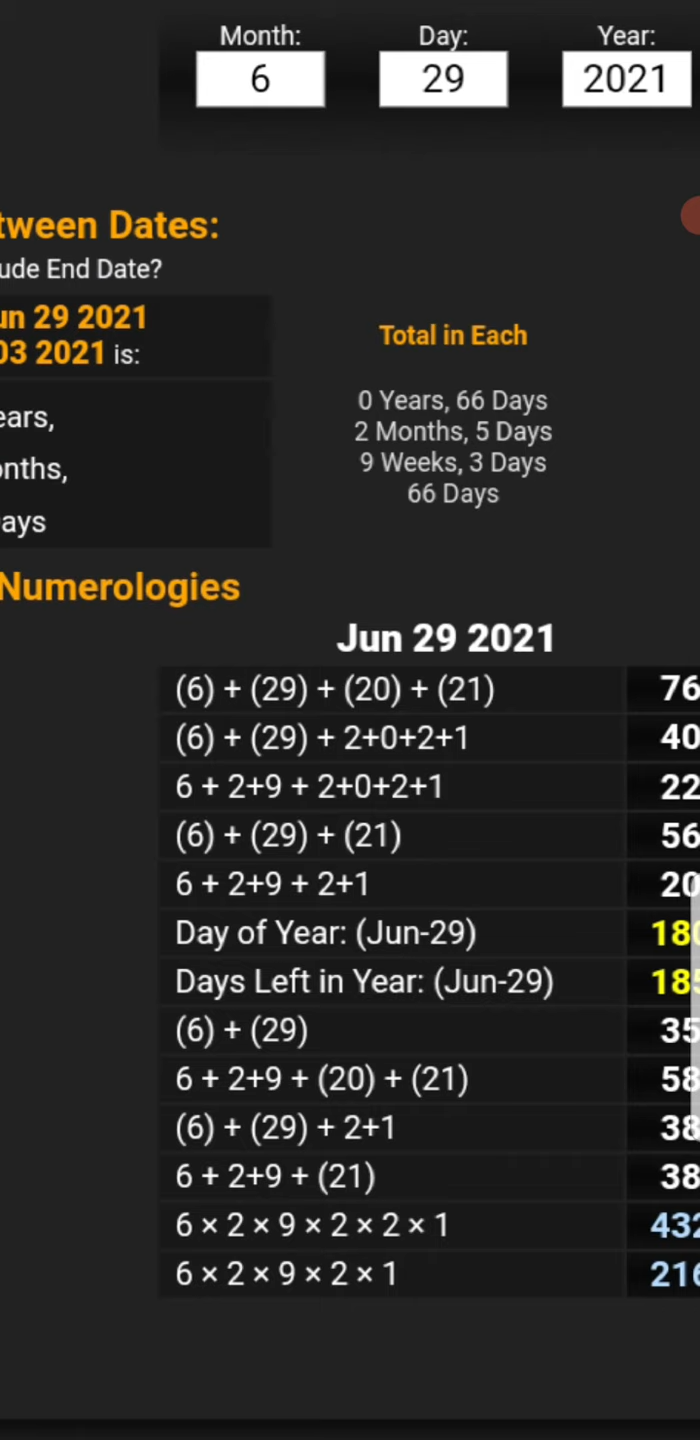 Month: Day: Year:
6 29 2021
tween Dates:
ude End Date?
un 29 2021
03 2021 is:
Total in Each
ears,
onths,
ays
0 Years, 66 Days
2 Months, 5 Days
9 Weeks, 3 Days
66 Days
Numerologies
Jun 29 2021
(6) + (29) + (20) + (21) 76
(6) + (29) + 2+0+2+1 40
6 + 2+9 + 2+0+2+1 22
(6) + (29) + (21) 56
6 + 2+9 + 2+1 20
Day of Year: (Jun-29) 180
Days Left in Year: (Jun-29) 185
(6) + (29) 35
6 + 2+9 + (20) + (21) 58
(6) + (29) + 2+1 38
6 + 2+9 + (21) 38
6 × 2 × 9 × 2 × 2 × 1 432
6 × 2 × 9 × 2 × 1 216